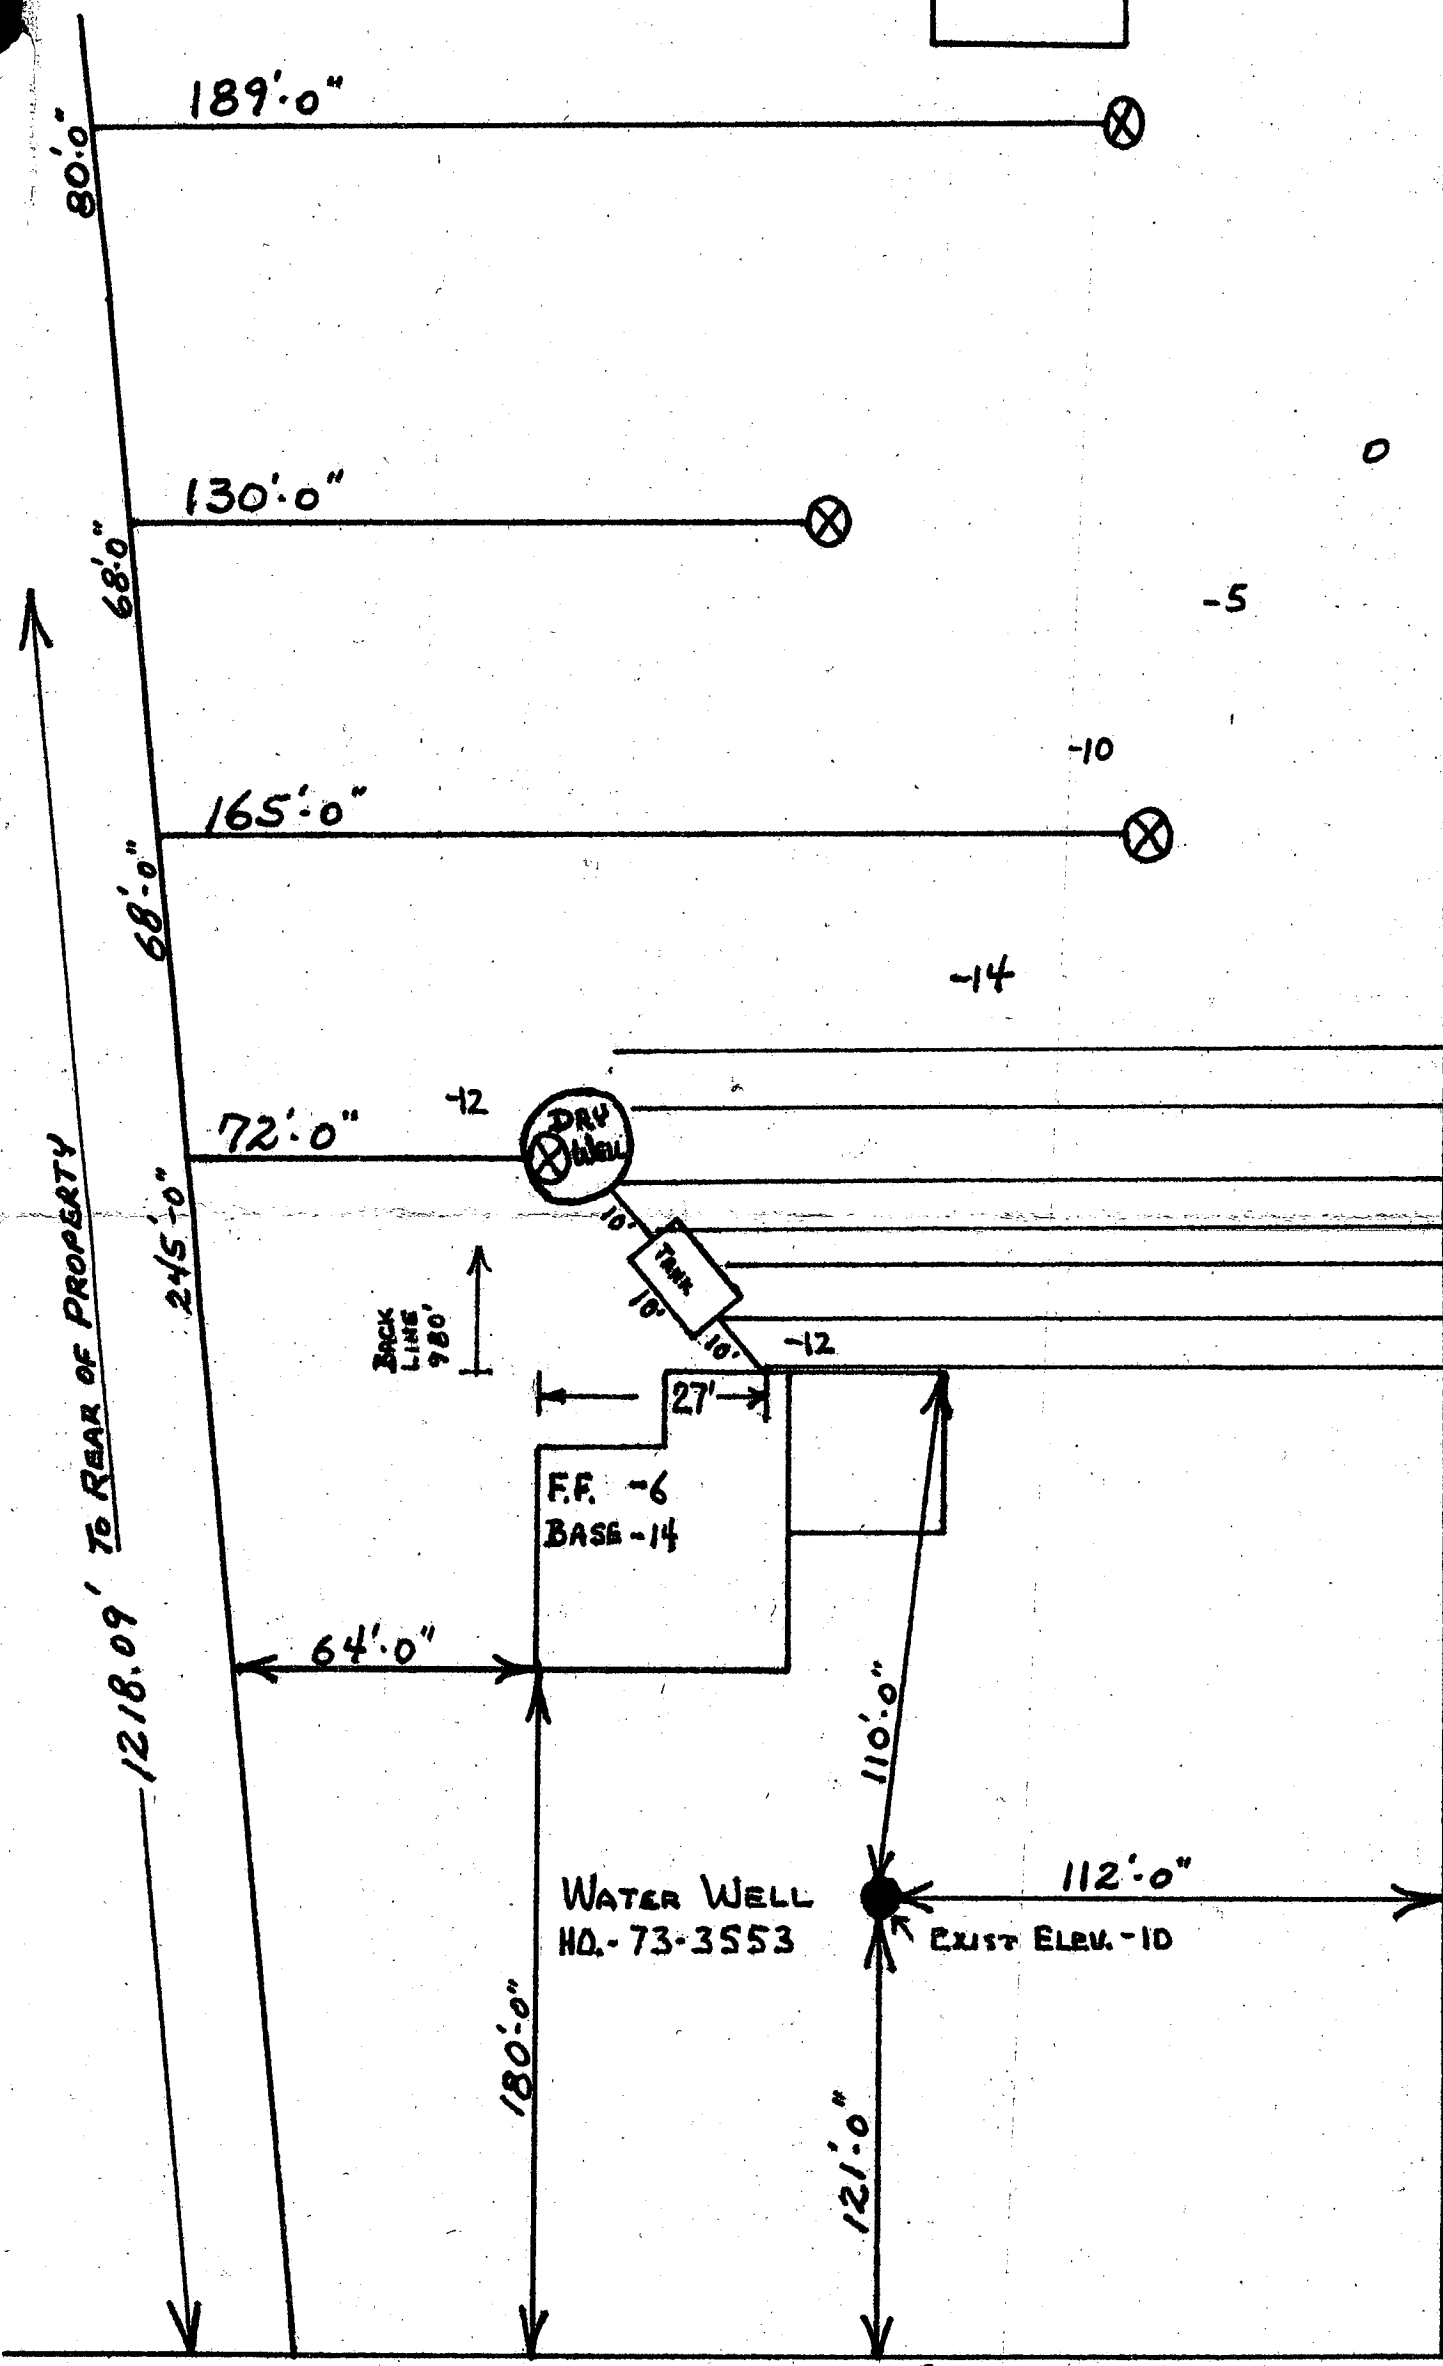 189'·0"
80'·0"
0
130'·0"
68'·0"
-5
-10
165'·0"
68'·0"
-14
-12
72'·0"
DRY
WELL
10'
245'·0"
TANK
10'
10'
-12
BACK
LINE
980'
27'
F.F. -6
BASE -14
1218.09' TO REAR OF PROPERTY
64'·0"
110'·0"
112'·0"
WATER WELL
HO.-73-3553
EXIST ELEV. -10
180'·0"
121'·0"